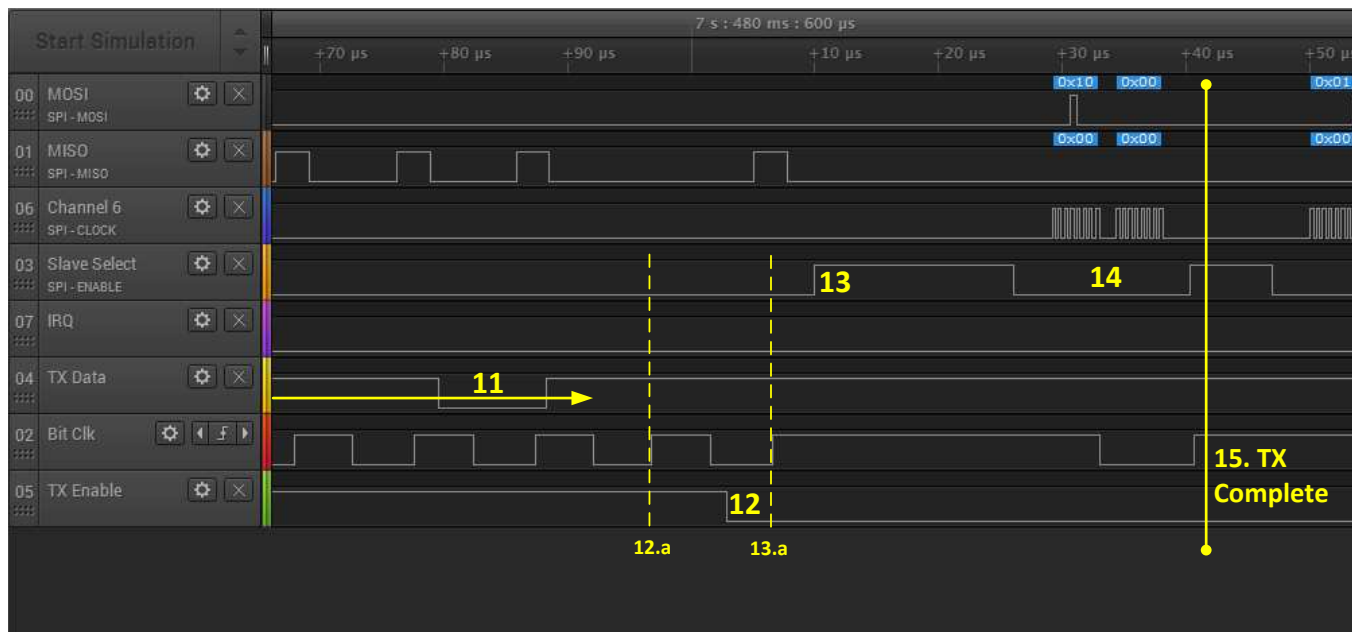 7 s : 480 ms : 600 µs
Start Simulation
+70 µs +80 µs +90 µs +10 µs +20 µs +30 µs +40 µs +50 µs
00 MOSI
SPI - MOSI
0x10 0x00 0x01
01 MISO
SPI - MISO
0x00 0x00 0x00
06 Channel 6
SPI - CLOCK
03 Slave Select
SPI - ENABLE
13 14
07 IRQ
04 TX Data
11
02 Bit Clk
15. TX
Complete
05 TX Enable
12
12.a 13.a